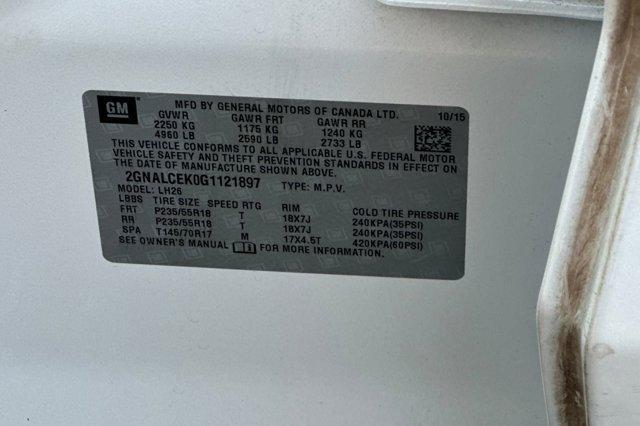 GM
MFD BY GENERAL MOTORS OF CANADA LTD. 10/15
GVWR GAWR FRT GAWR RR
2250 KG 1175 KG 1240 KG
4960 LB 2590 LB 2733 LB
THIS VEHICLE CONFORMS TO ALL APPLICABLE U.S. FEDERAL MOTOR
VEHICLE SAFETY AND THEFT PREVENTION STANDARDS IN EFFECT ON
THE DATE OF MANUFACTURE SHOWN ABOVE.
2GNALCEK0G1121897 TYPE: M.P.V.
MODEL: LH26
LBBS TIRE SIZE SPEED RTG RIM COLD TIRE PRESSURE
FRT P235/55R18 T 18X7J 240KPA(35PSI)
RR P235/55R18 T 18X7J 240KPA(35PSI)
SPA T145/70R17 M 17X4.5T 420KPA(60PSI)
SEE OWNER'S MANUAL FOR MORE INFORMATION.